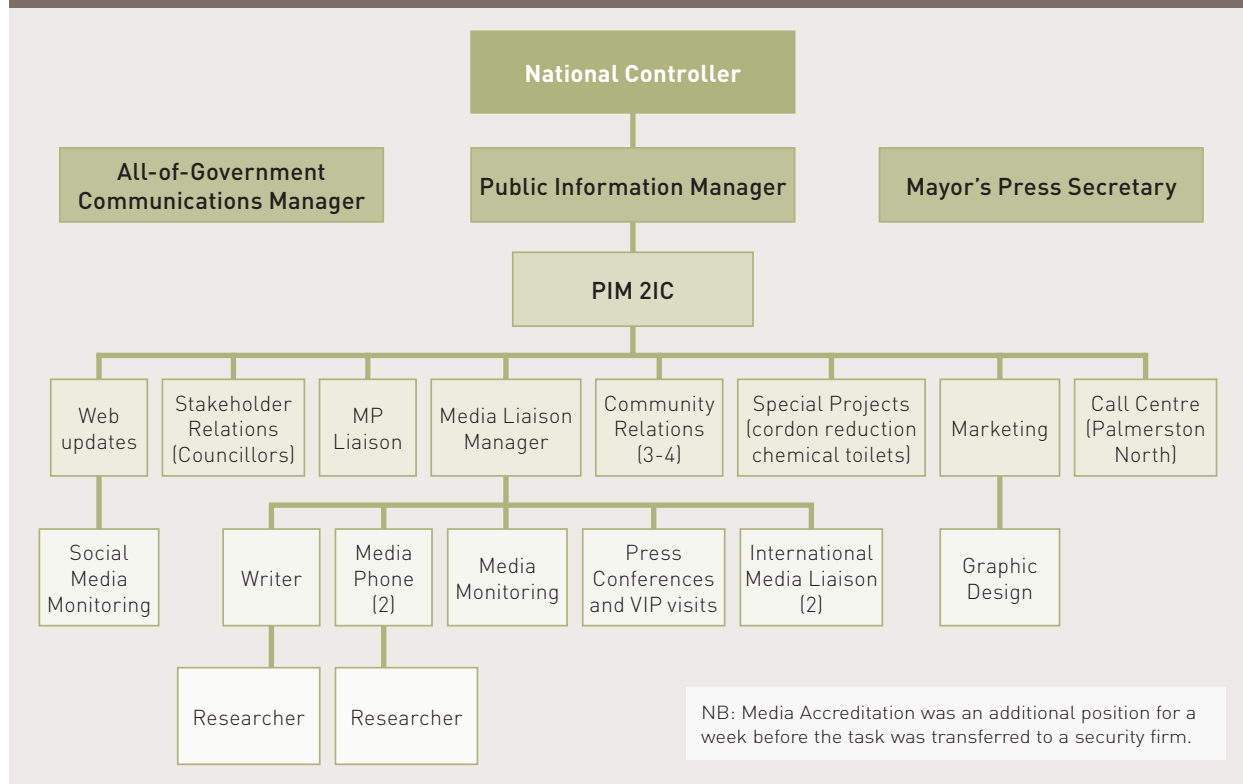 National Controller
All-of-Government
Communications Manager
Public Information Manager
Mayor’s Press Secretary
PIM 2IC
Web
updates
Stakeholder
Relations
(Councillors)
MP
Liaison
Media Liaison
Manager
Community
Relations
(3-4)
Special Projects
(cordon reduction
chemical toilets)
Marketing
Call Centre
(Palmerston
North)
Social
Media
Monitoring
Writer
Media
Phone
(2)
Media
Monitoring
Press
Conferences
and VIP visits
International
Media Liaison
(2)
Graphic
Design
Researcher
Researcher
NB: Media Accreditation was an additional position for a
week before the task was transferred to a security firm.